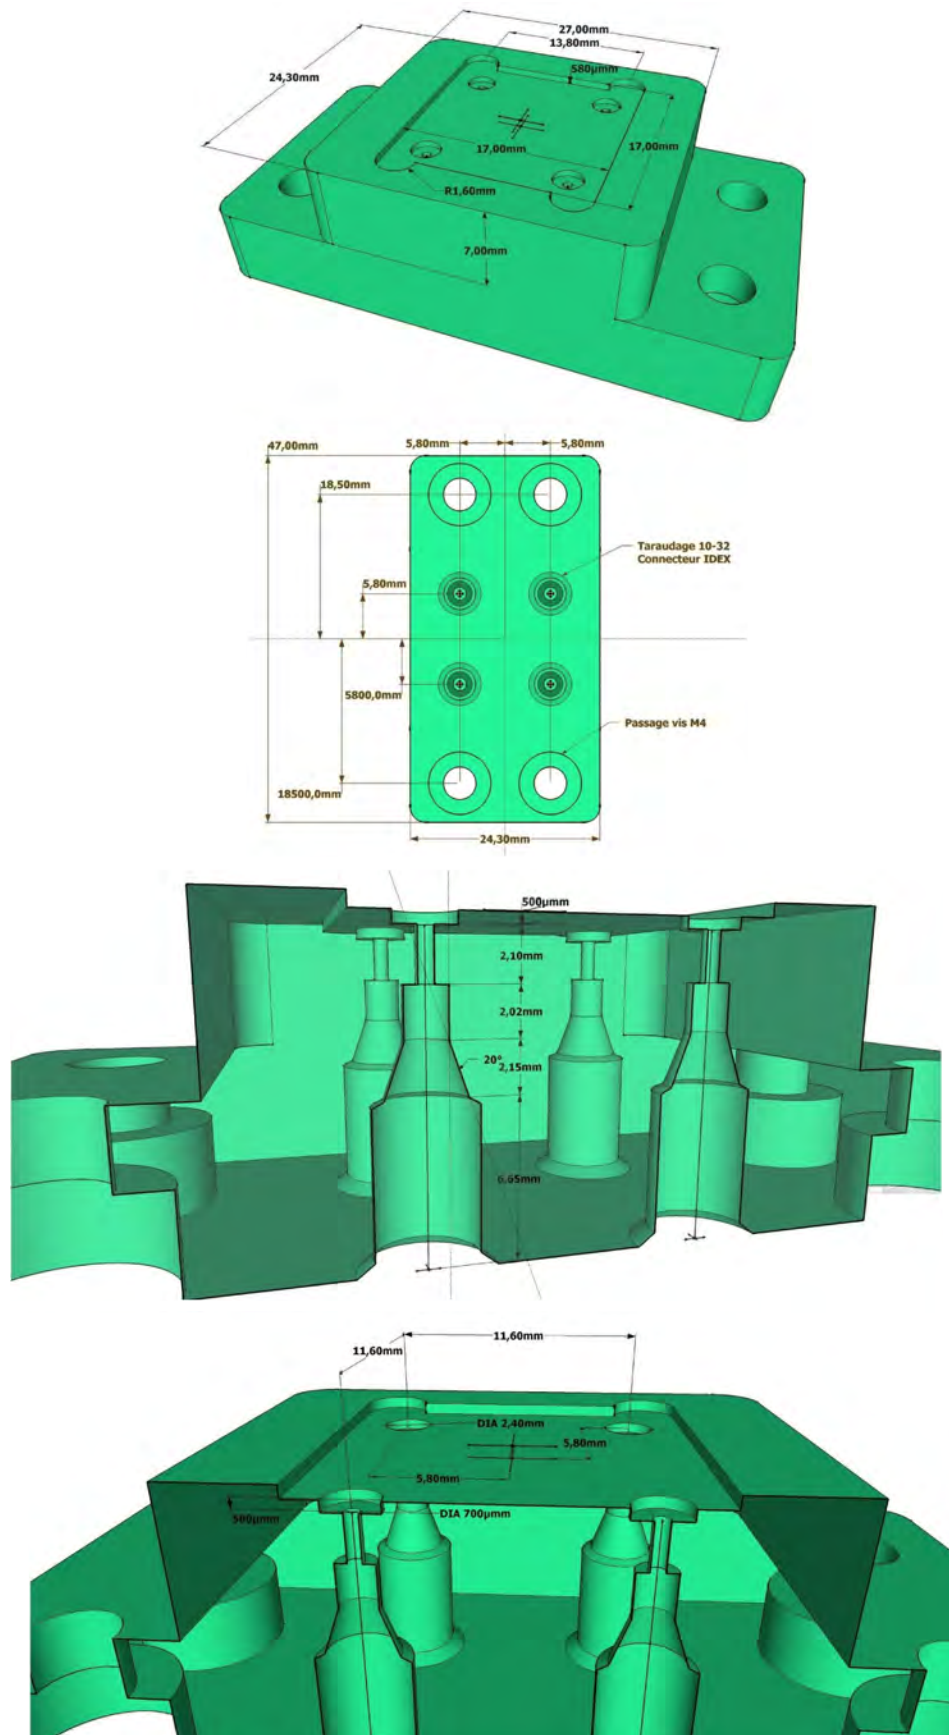 27,00mm
13,80mm
580µmm
24,30mm
17,00mm
17,00mm
R1,60mm
7,00mm
47,00mm
5,80mm
5,80mm
18,50mm
Taraudage 10-32
Connecteur IDEX
5,80mm
5800,0mm
Passage vis M4
18500,0mm
24,30mm
500µmm
2,10mm
2,02mm
20°
2,15mm
6,65mm
11,60mm
11,60mm
DIA 2,40mm
5,80mm
5,80mm
500µmm
DIA 700µmm